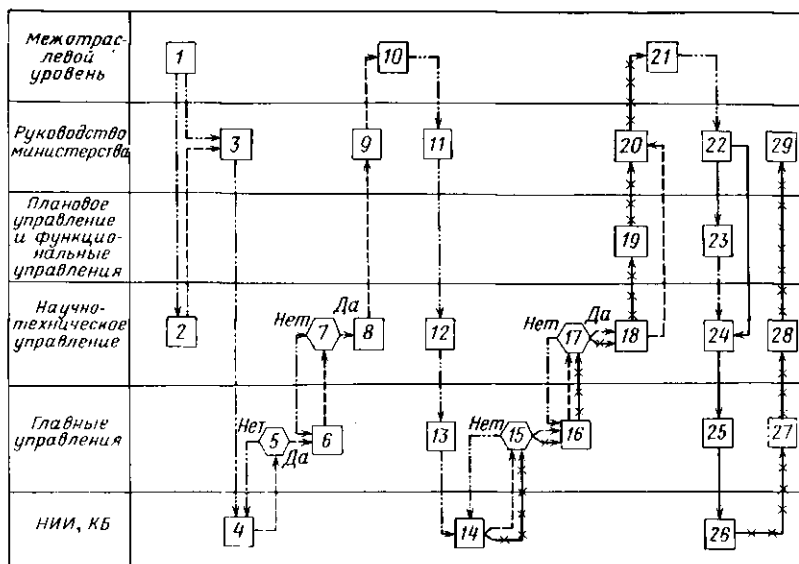 Межотрас-
левой
уровень
1
10
21
Руководство
министерства
3
9
11
20
22
29
Плановое
управление
и функцио-
нальные
управления
19
23
Научно-
техническое
управление
2
Нет
7
Да
8
12
Нет
17
Да
18
24
28
Главные
управления
Нет
5
Да
6
13
Нет
15
16
25
27
НИИ, КБ
4
14
26